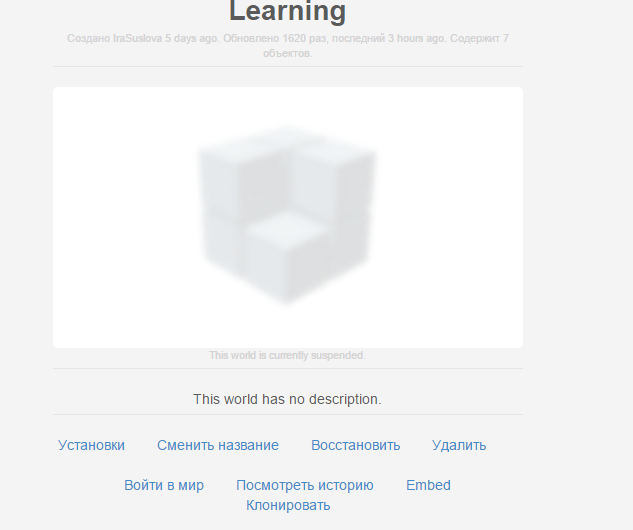 Learning
Создано IraSuslova 5 days ago. Обновлено 1620 раз, последний 3 hours ago. Содержит 7
объектов.
This world is currently suspended.
This world has no description.
Установки Сменить название Восстановить Удалить
Войти в мир Посмотреть историю Embed
Клонировать